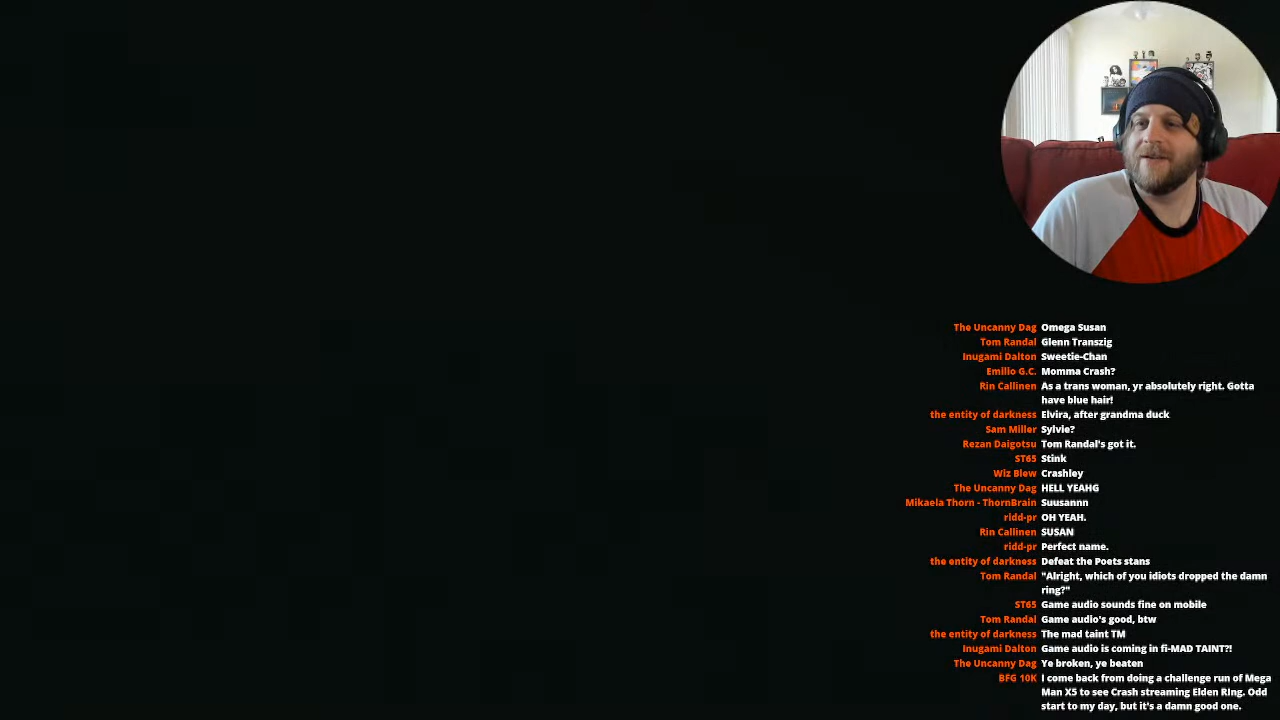 The Uncanny Dag Omega Susan
Tom Randal Glenn Transzig
Inugami Dalton Sweetie-Chan
Emilio G.C. Momma Crash?
Rin Callinen As a trans woman, yr absolutely right. Gotta
have blue hair!
the entity of darkness Elvira, after grandma duck
Sam Miller Sylvie?
Rezan Daigotsu Tom Randal's got it.
ST65 Stink
Wiz Blew Crashley
The Uncanny Dag HELL YEAHG
Mikaela Thorn - ThornBrain Suusannn
ridd-pr OH YEAH.
Rin Callinen SUSAN
ridd-pr Perfect name.
the entity of darkness Defeat the Poets stans
Tom Randal "Alright, which of you idiots dropped the damn
ring?"
ST65 Game audio sounds fine on mobile
Tom Randal Game audio's good, btw
the entity of darkness The mad taint TM
Inugami Dalton Game audio is coming in fi-MAD TAINT?!
The Uncanny Dag Ye broken, ye beaten
BFG 10K I come back from doing a challenge run of Mega
Man X5 to see Crash streaming Elden RIng. Odd
start to my day, but it's a damn good one.